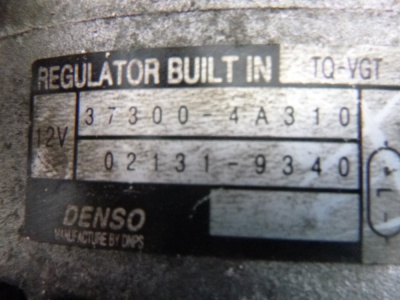 REGULATOR BUILT IN TQ-VGT
12V 37300-4A310
02131-9340
DENSO
MANUFACTURE BY DNPS